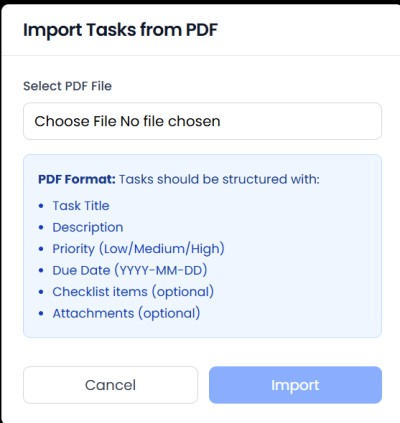 Import Tasks from PDF
Select PDF File
Choose File No file chosen
PDF Format: Tasks should be structured with:
• Task Title
• Description
• Priority (Low/Medium/High)
• Due Date (YYYY-MM-DD)
• Checklist items (optional)
• Attachments (optional)
Cancel
Import